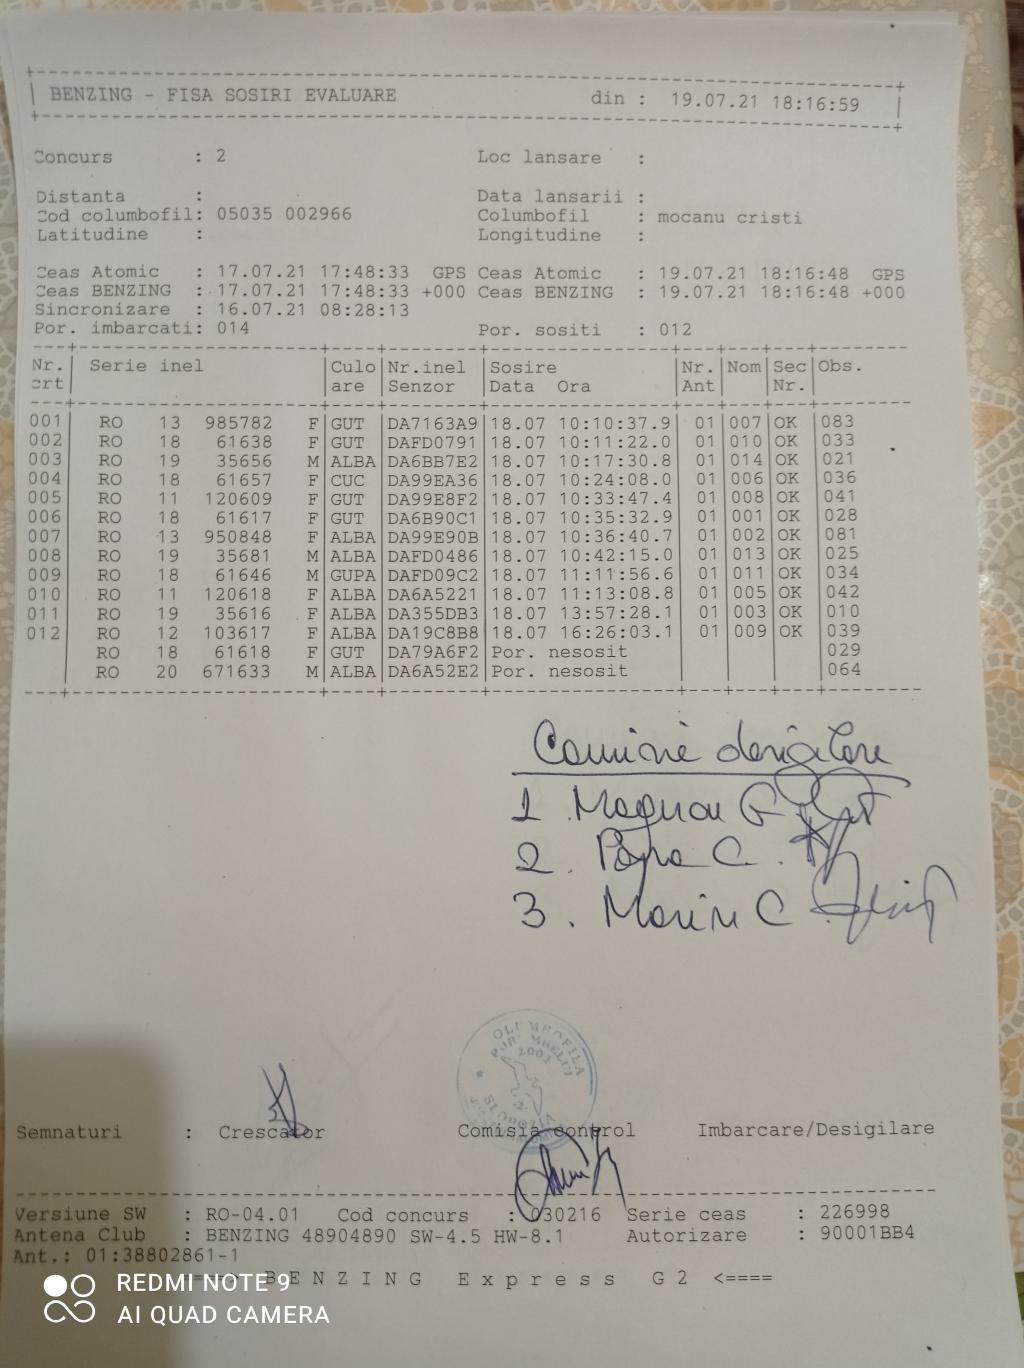 BENZING - FISA SOSIRI EVALUARE din : 19.07.21 18:16:59
Concurs : 2 Loc lansare :
Distanta : Data lansarii :
Cod columbofil: 05035 002966 Columbofil : mocanu cristi
Latitudine : Longitudine :
Ceas Atomic : 17.07.21 17:48:33 GPS Ceas Atomic : 19.07.21 18:16:48 GPS
Ceas BENZING : 17.07.21 17:48:33 +000 Ceas BENZING : 19.07.21 18:16:48 +000
Sincronizare : 16.07.21 08:28:13
Por. imbarcati: 014 Por. sositi : 012
Nr. Serie inel Culo Nr.inel Sosire Nr. Nom Sec Obs.
crt are Senzor Data Ora Ant Nr.
001 RO 13 985782 F GUT DA7163A9 18.07 10:10:37.9 01 007 OK 083
002 RO 18 61638 F GUT DAFD0791 18.07 10:11:22.0 01 010 OK 033
003 RO 19 35656 M ALBA DA6BB7E2 18.07 10:17:30.8 01 014 OK 021
004 RO 18 61657 F CUC DA99EA36 18.07 10:24:08.0 01 006 OK 036
005 RO 11 120609 F GUT DA99E8F2 18.07 10:33:47.4 01 008 OK 041
006 RO 18 61617 F GUT DA6B90C1 18.07 10:35:32.9 01 001 OK 028
007 RO 13 950848 F ALBA DA99E90B 18.07 10:36:40.7 01 002 OK 081
008 RO 19 35681 M ALBA DAFD0486 18.07 10:42:15.0 01 013 OK 025
009 RO 18 61646 M GUPA DAFD09C2 18.07 11:11:56.6 01 011 OK 034
010 RO 11 120618 F ALBA DA6A5221 18.07 11:13:08.8 01 005 OK 042
011 RO 19 35616 F ALBA DA355DB3 18.07 13:57:28.1 01 003 OK 010
012 RO 12 103617 F ALBA DA19C8B8 18.07 16:26:03.1 01 009 OK 039
RO 18 61618 F GUT DA79A6F2 Por. nesosit 029
RO 20 671633 M ALBA DA6A52E2 Por. nesosit 064
1
2. Popa C.
3. Marin C
2001
SLOBOZIA
Semnaturi : Crescator Comisia control Imbarcare/Desigilare
Versiune SW : RO-04.01 Cod concurs : 030216 Serie ceas : 226998
Antena Club : BENZING 48904890 SW-4.5 HW-8.1 Autorizare : 90001BB4
Ant.: 01:38802861-1
BENZING Express G2 <====
REDMI NOTE 9
AI QUAD CAMERA